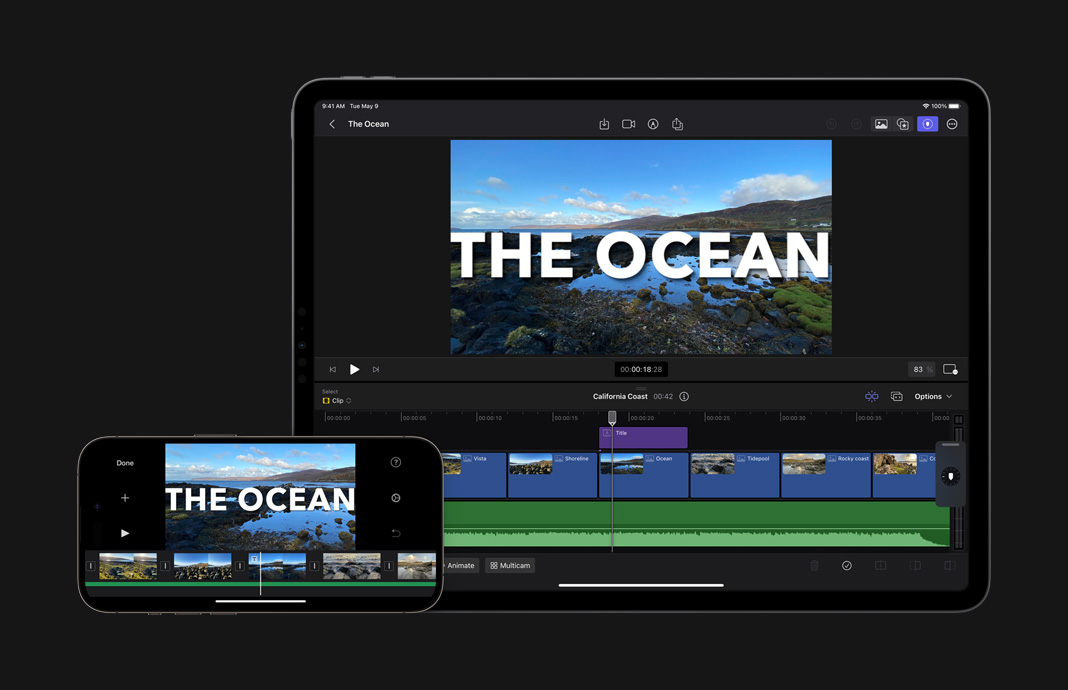 9:41 AM Tue May 9
100%
The Ocean
THE OCEAN
00:00:18:28
83 %
Select
Clip
California Coast 00:42
Options
00:00:00
00:00:05
00:00:10
00:00:15
00:00:20
00:00:25
00:00:30
00:00:35
00:00
Title
Vista
Shoreline
Ocean
Tidepool
Rocky coast
Co
Animate
Multicam
Done
THE OCEAN